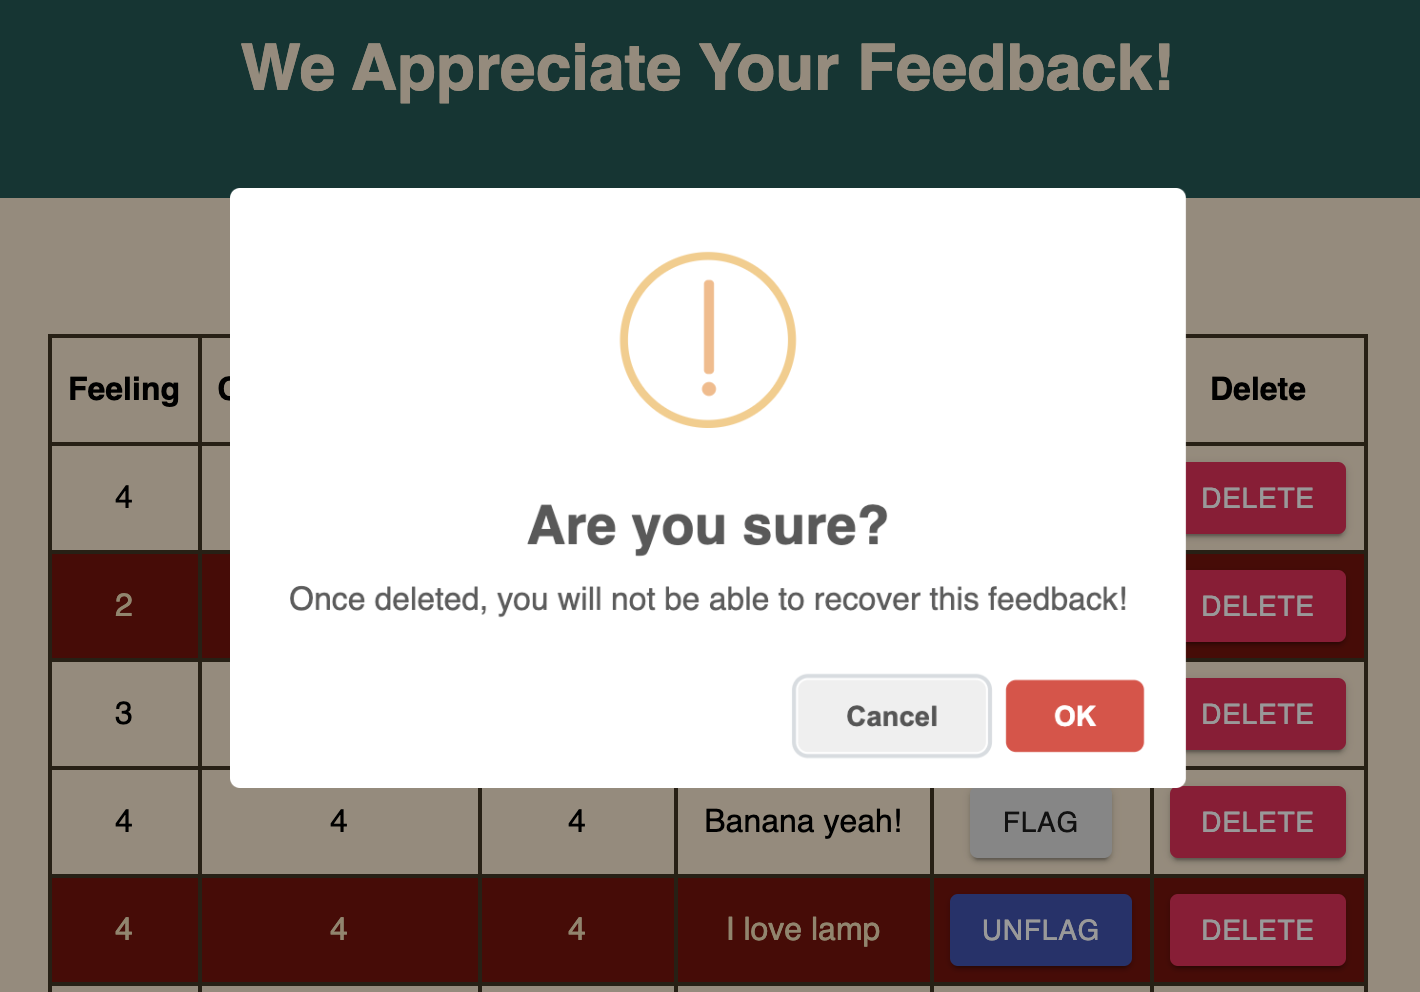 We Appreciate Your Feedback!
Are you sure?
Once deleted, you will not be able to recover this feedback!
Cancel OK
Feeling Delete
4 DELETE
2 DELETE
3 DELETE
4 4 4 Banana yeah! FLAG DELETE
4 4 4 I love lamp UNFLAG DELETE